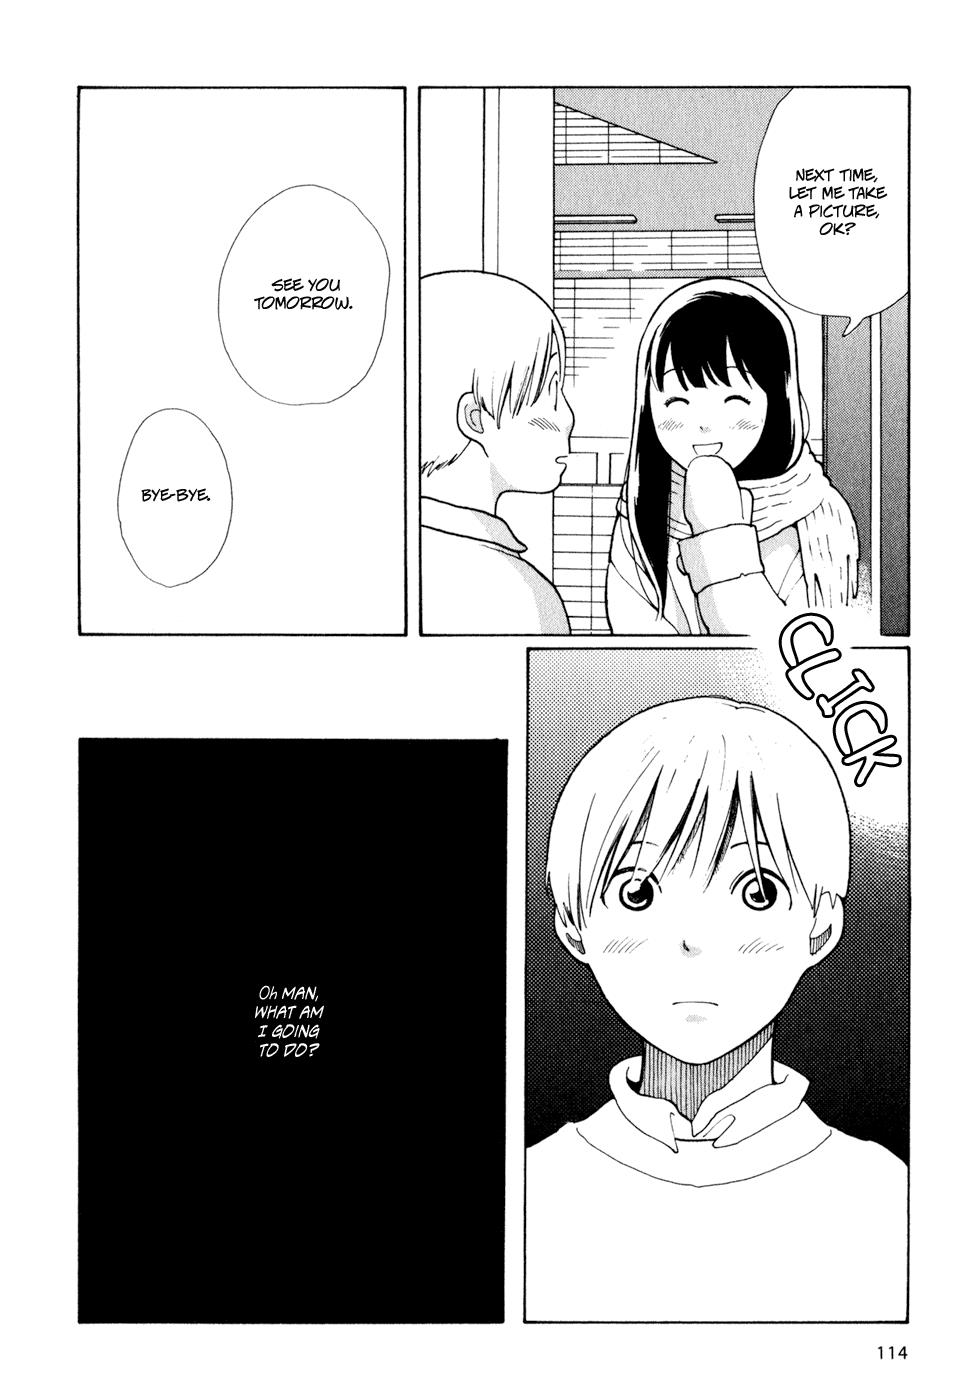 NEXT TIME,
LET ME TAKE
A PICTURE,
OK?
SEE YOU
TOMORROW.
BYE-BYE.
CLICK
Oh MAN,
WHAT AM
I GOING
TO DO?
114